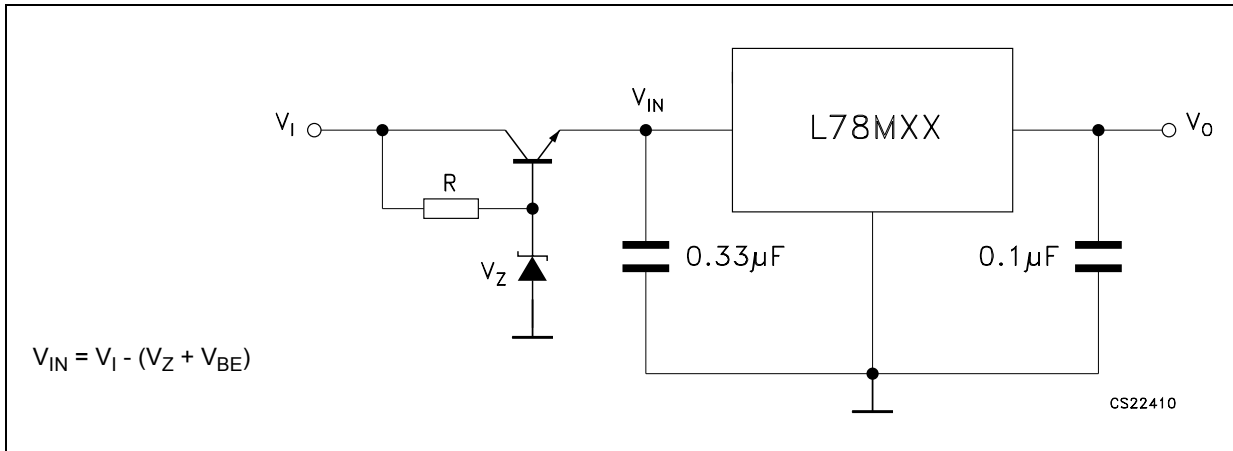 V_IN
V_I
L78MXX
V_O
R
0.33µF
0.1µF
V_Z
V_IN = V_I - (V_Z + V_BE)
CS22410